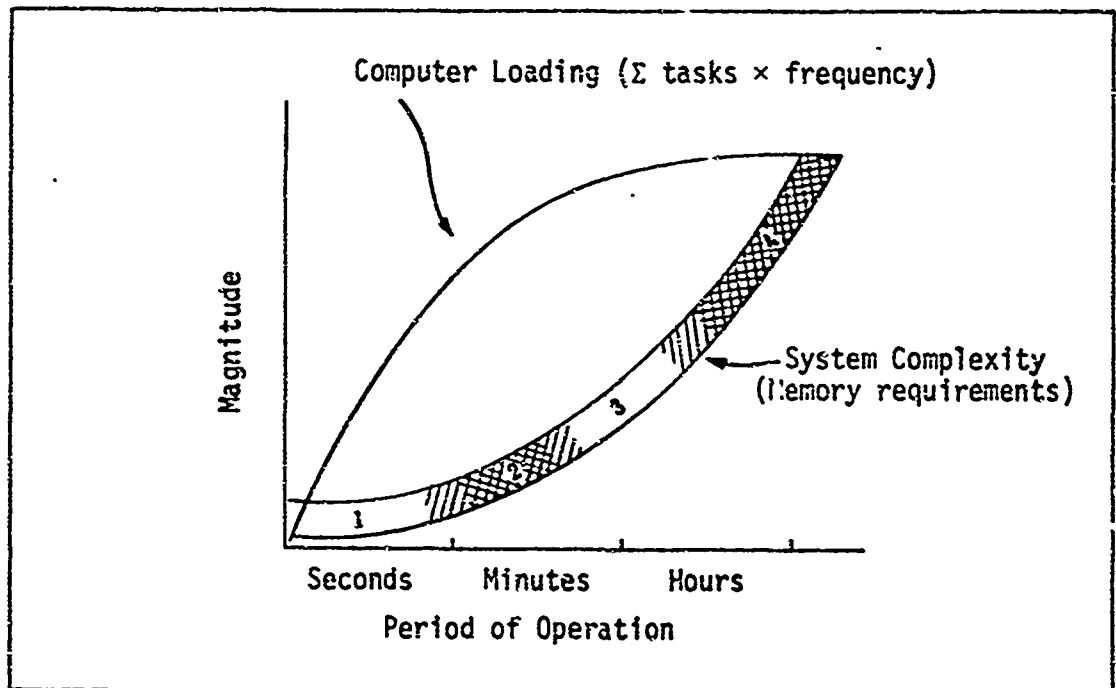 Computer Loading (Σ tasks × frequency)
Magnitude
4
System Complexity
(Memory requirements)
3
2
1
Seconds Minutes Hours
Period of Operation